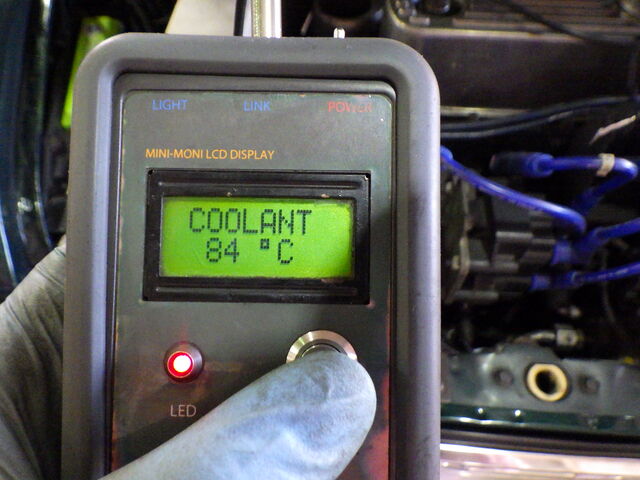 LIGHT LINK POWER
MINI-MONI LCD DISPLAY
COOLANT
84 °C
LED